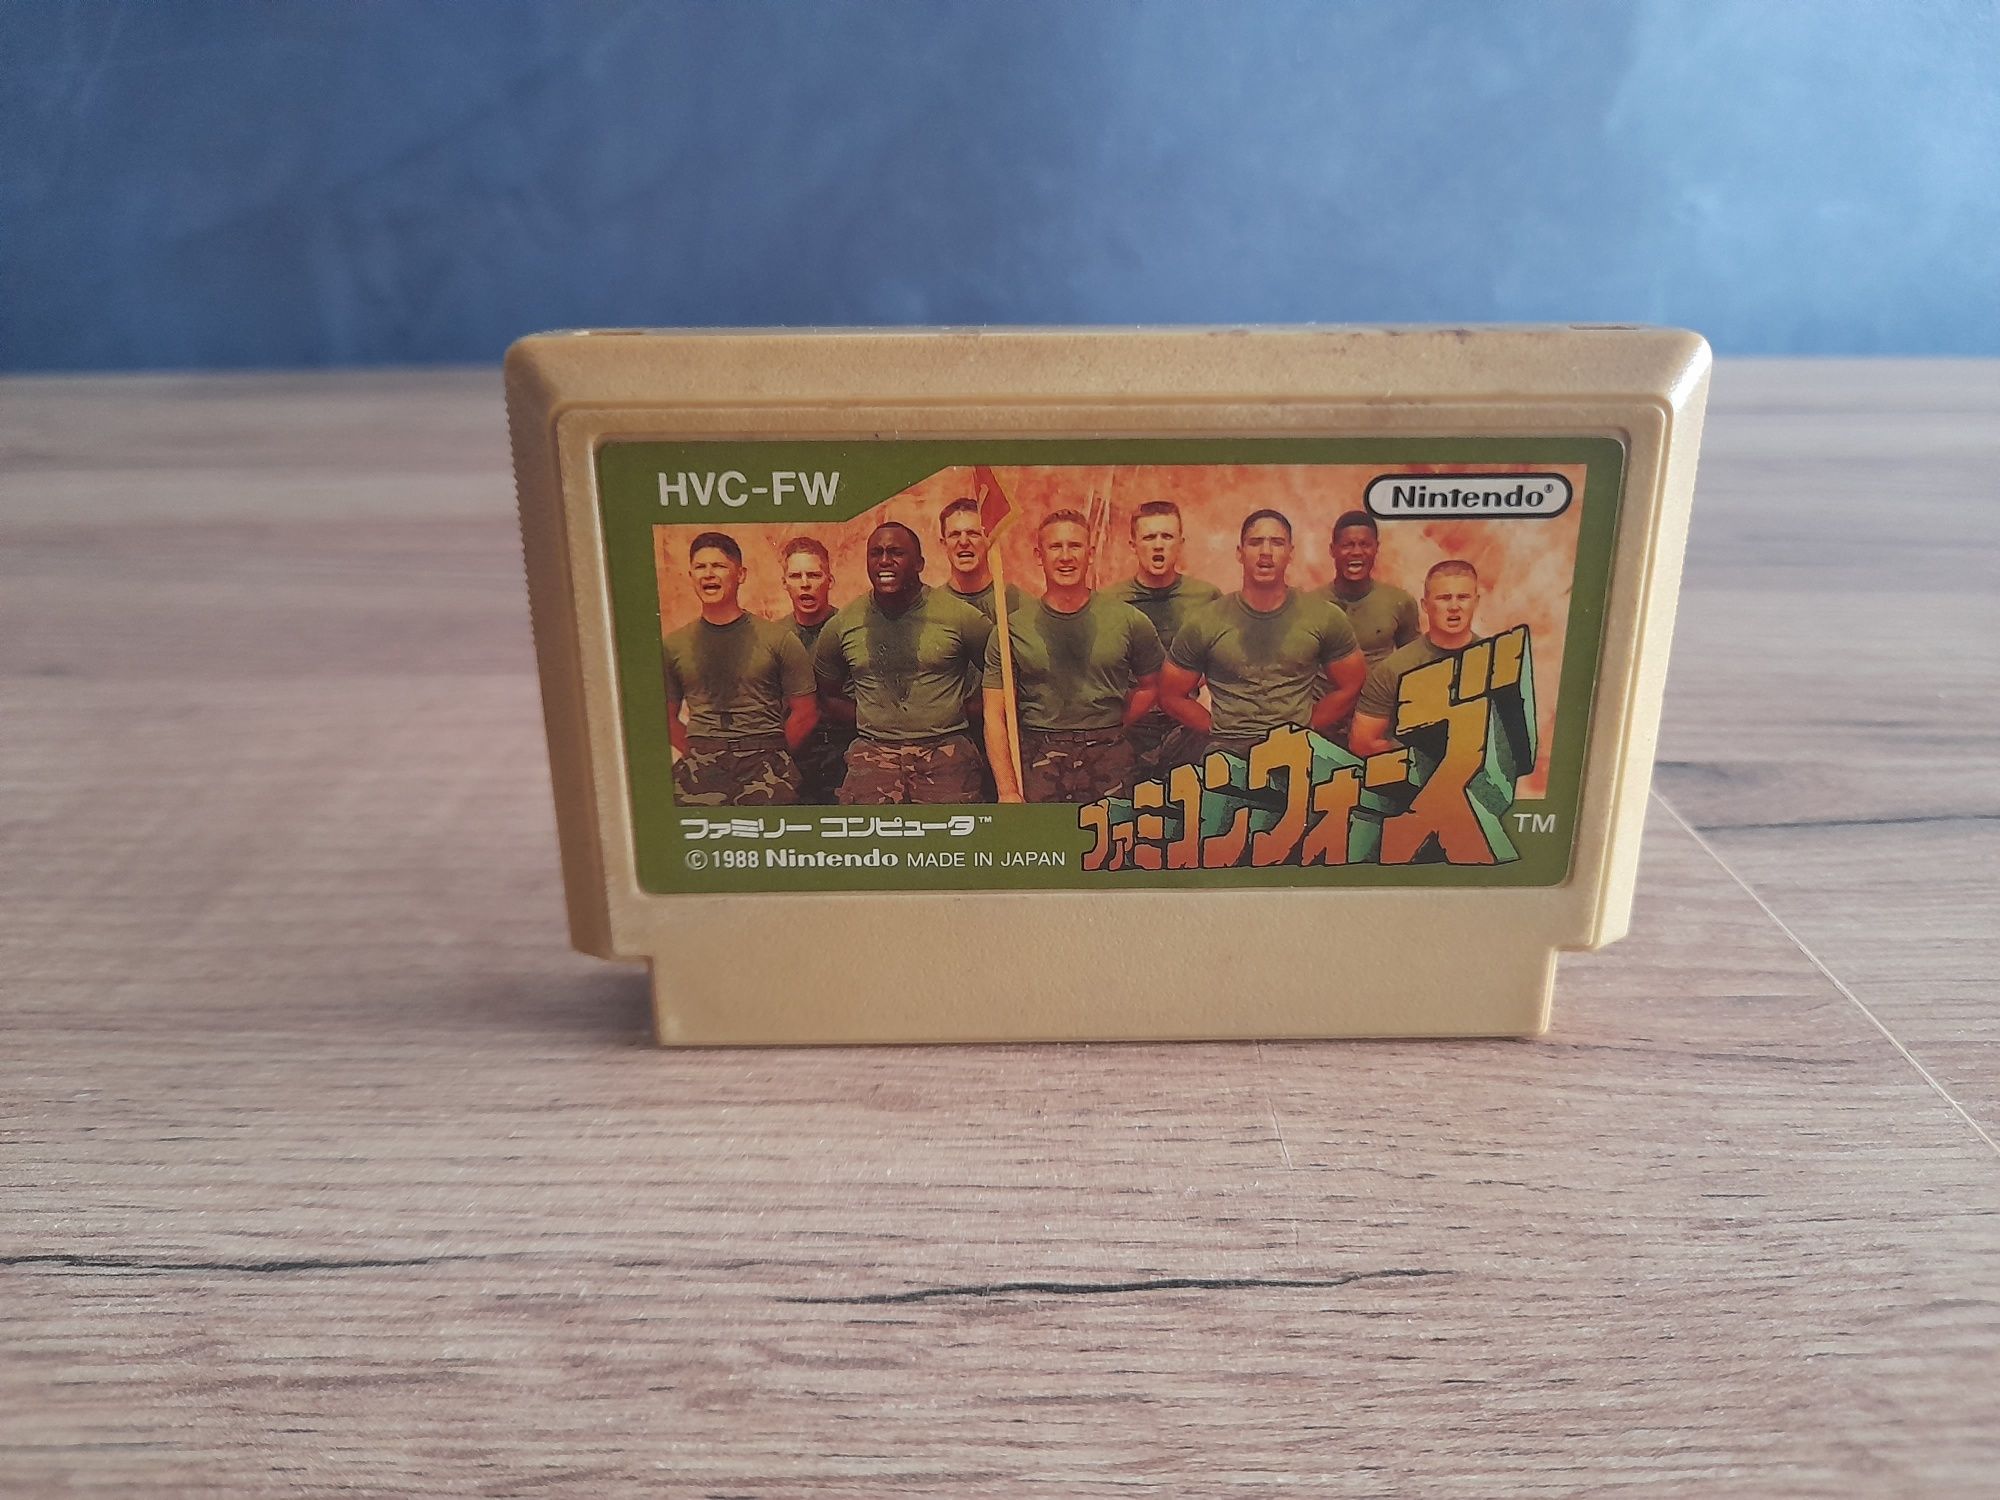 HVC-FW
Nintendo®
ファミコンウォーズ TM
ファミリー コンピュータ™
© 1988 Nintendo MADE IN JAPAN